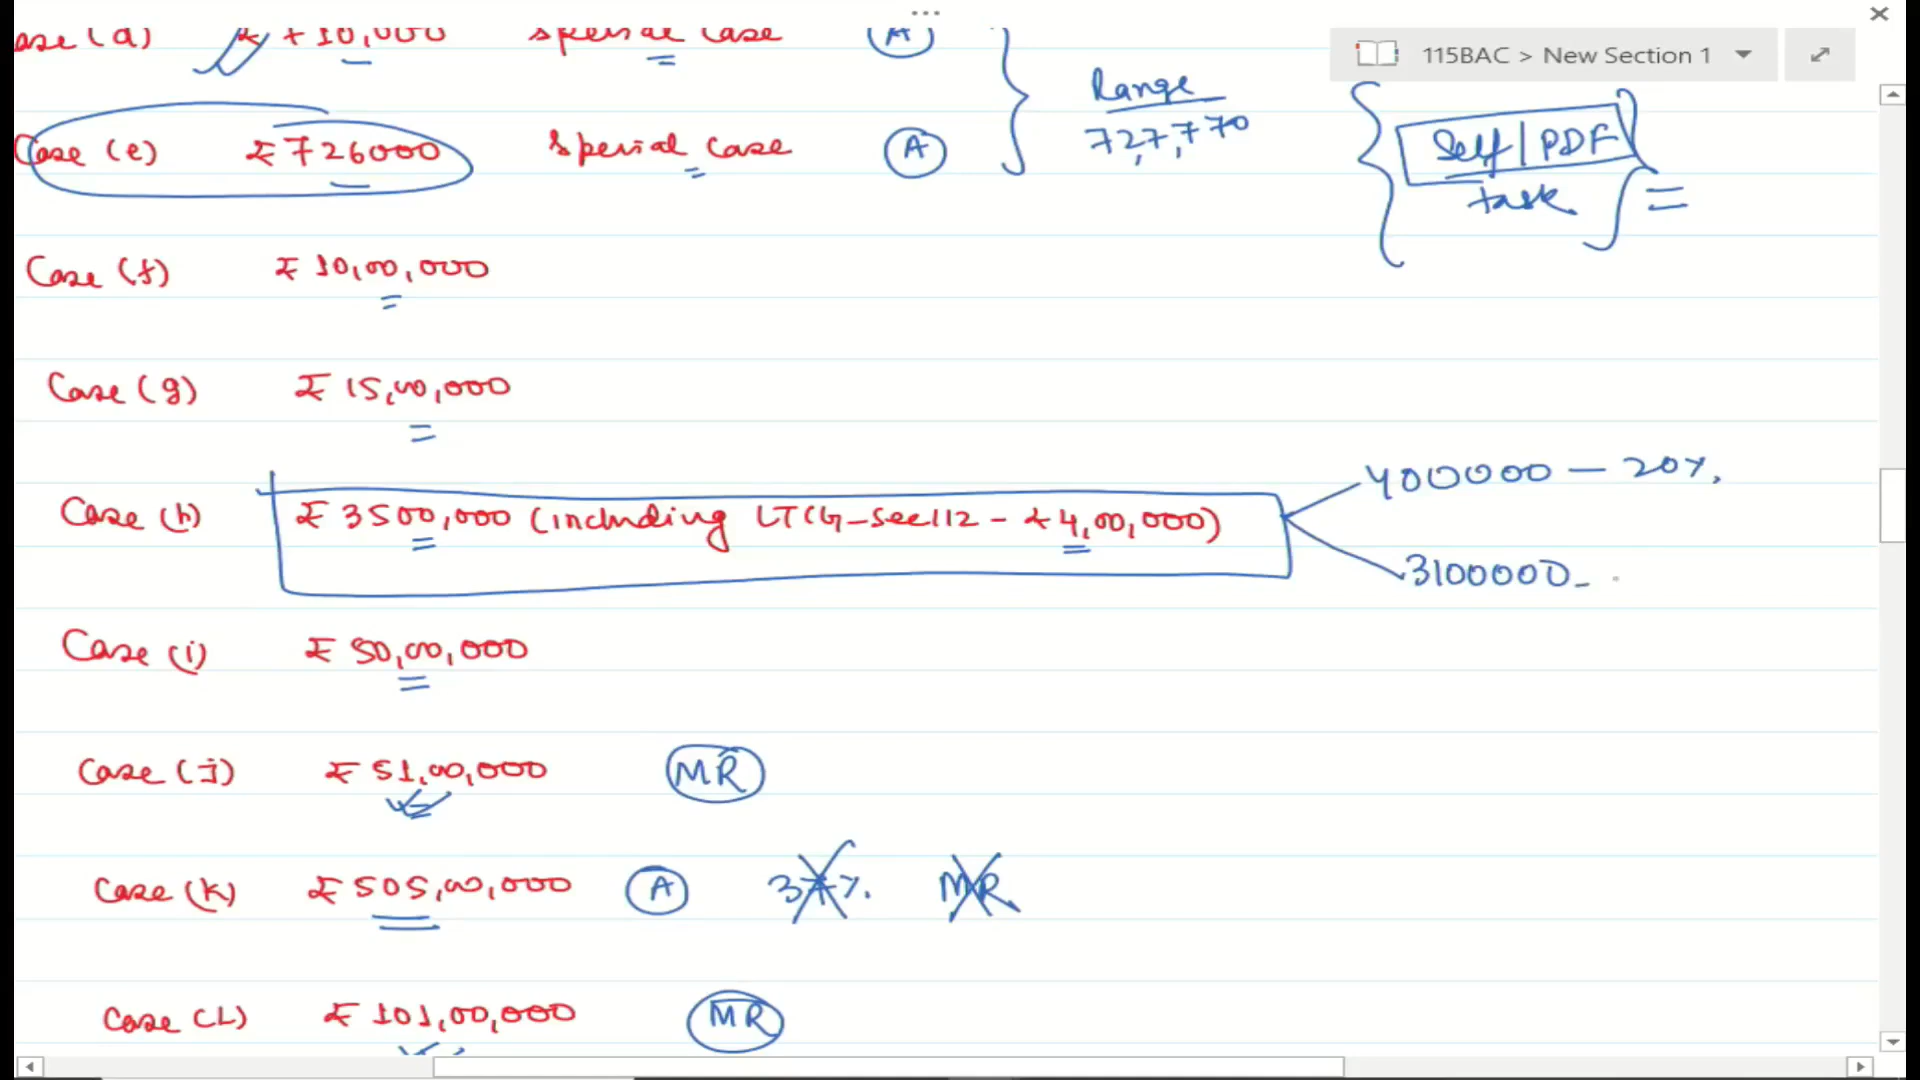 115BAC > New Section 1
Case (d) ₹ 710,000 special case A
Range
727,770
Self/PDF
task
Case (e) ₹ 726000 special case A
Case (f) ₹ 10,00,000
Case (g) ₹ 15,00,000
400000 - 20%.
Case (h) ₹ 3500,000 (including LTCG-sec112 - ₹ 4,00,000)
3100000-
Case (i) ₹ 50,00,000
Case (j) ₹ 51,00,000 MR
Case (k) ₹ 505,00,000 A 37%. MR
Case (L) ₹ 101,00,000 MR